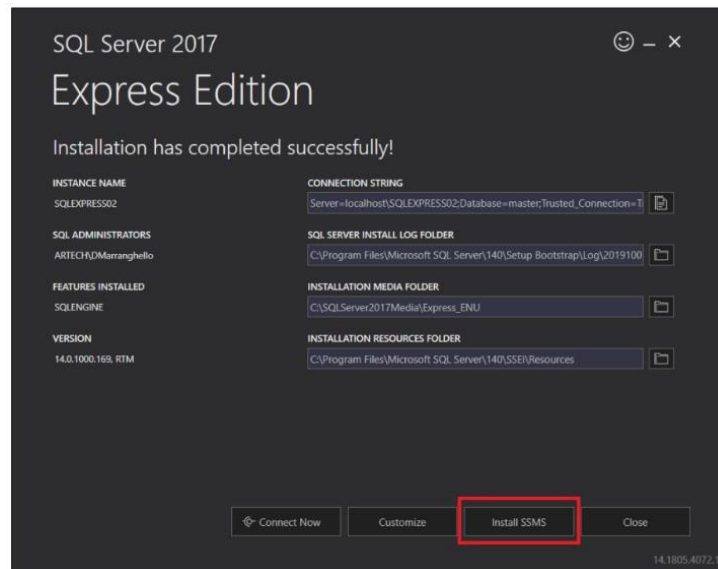 SQL Server 2017
Express Edition
Installation has completed successfully!
INSTANCE NAME
SQLEXPRESS02
CONNECTION STRING
Server=localhost\SQLEXPRESS02;Database=master;Trusted_Connection=T
SQL ADMINISTRATORS
ARTECH\DMarranghello
SQL SERVER INSTALL LOG FOLDER
C:\Program Files\Microsoft SQL Server\140\Setup Bootstrap\Log\2019100
FEATURES INSTALLED
SQLENGINE
INSTALLATION MEDIA FOLDER
C:\SQLServer2017Media\Express_ENU
VERSION
14.0.1000.169, RTM
INSTALLATION RESOURCES FOLDER
C:\Program Files\Microsoft SQL Server\140\SSEI\Resources
Connect Now
Customize
Install SSMS
Close
14.1805.4072.1